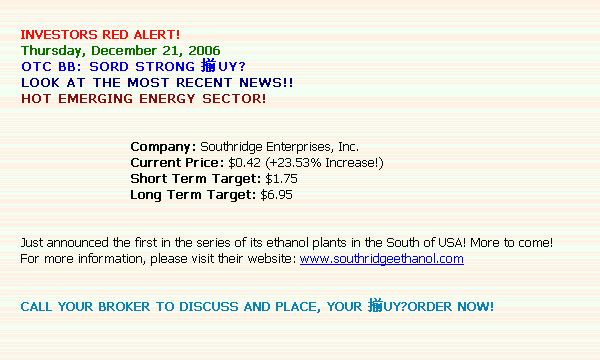 INVESTORS RED ALERT!
Thursday, December 21, 2006
OTC BB: SORD STRONG 揃UY?
LOOK AT THE MOST RECENT NEWS!!
HOT EMERGING ENERGY SECTOR!
Company: Southridge Enterprises, Inc.
Current Price: $0.42 (+23.53% Increase!)
Short Term Target: $1.75
Long Term Target: $6.95
Just announced the first in the series of its ethanol plants in the South of USA! More to come!
For more information, please visit their website: www.southridgeethanol.com
CALL YOUR BROKER TO DISCUSS AND PLACE, YOUR 揃UY?ORDER NOW!